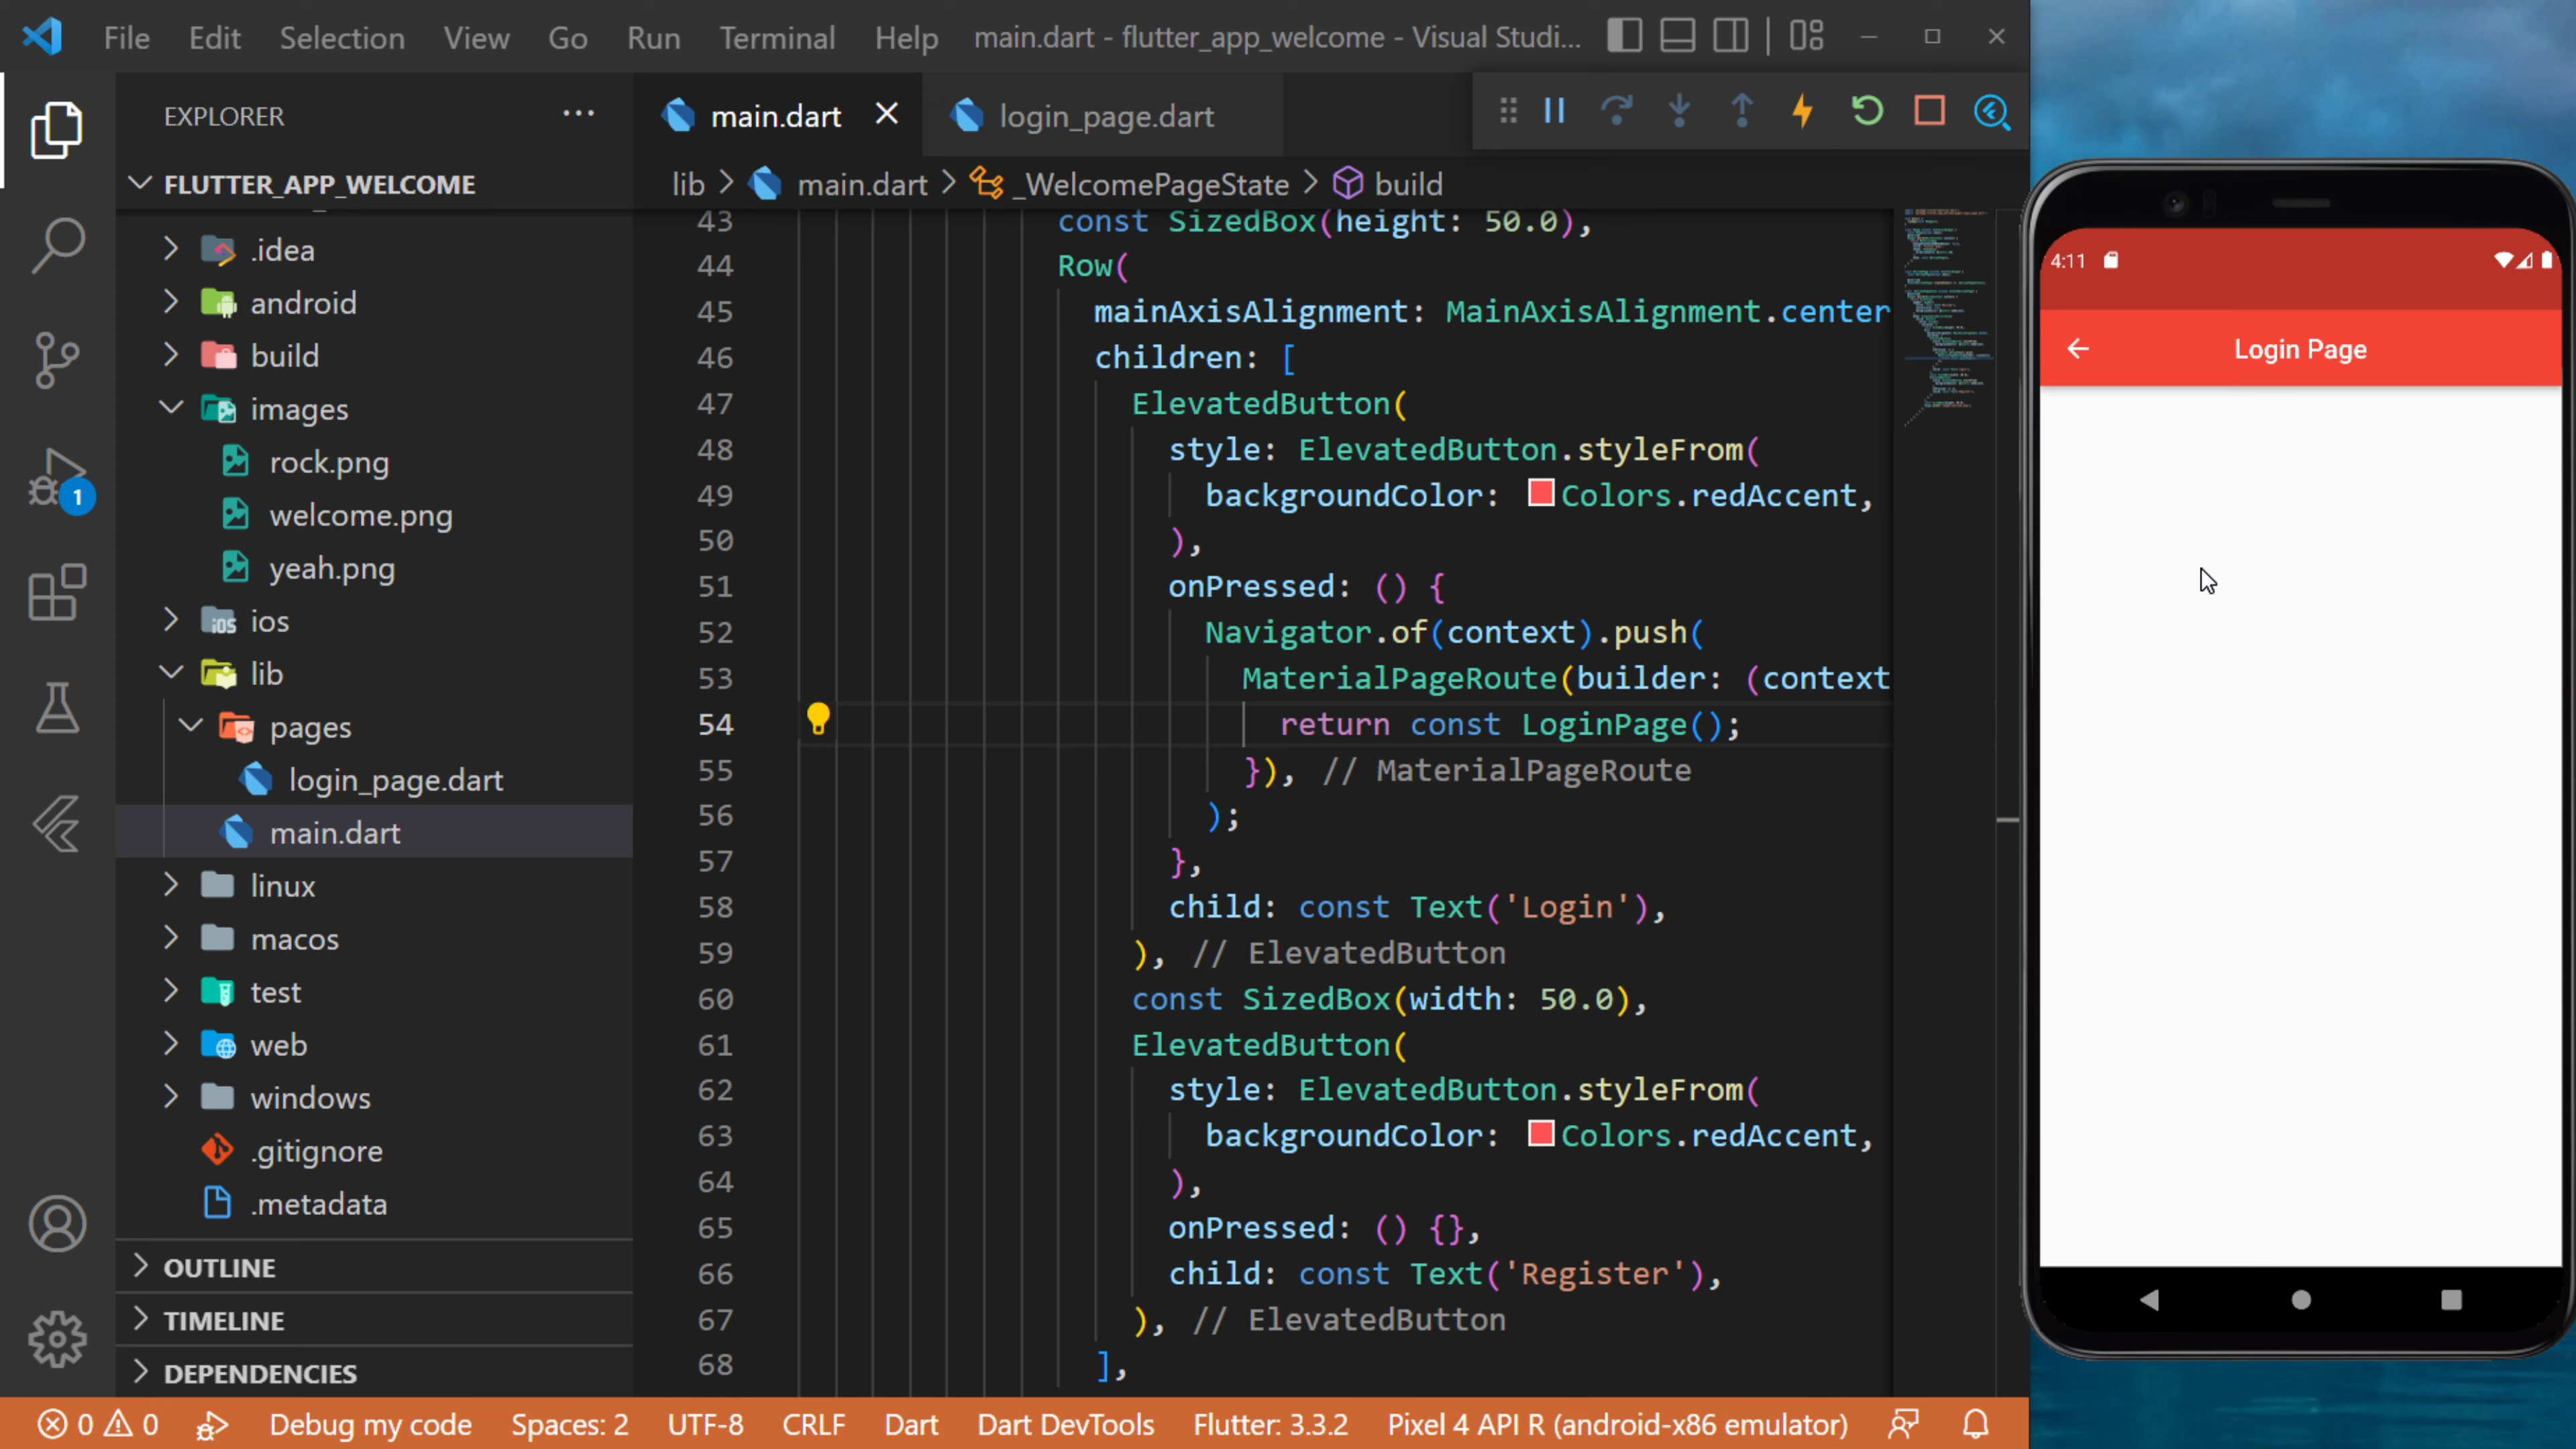 File Edit Selection View Go Run Terminal Help main.dart - flutter_app_welcome - Visual Studi...
EXPLORER ...
FLUTTER_APP_WELCOME
.idea
android
build
images
rock.png
welcome.png
yeah.png
ios
lib
pages
login_page.dart
main.dart
linux
macos
test
web
windows
.gitignore
.metadata
OUTLINE
TIMELINE
DEPENDENCIES
1
main.dart login_page.dart
lib > main.dart > _WelcomePageState > build
43 const SizedBox(height: 50.0),
44 Row(
45 mainAxisAlignment: MainAxisAlignment.center
46 children: [
47 ElevatedButton(
48 style: ElevatedButton.styleFrom(
49 backgroundColor: Colors.redAccent,
50 ),
51 onPressed: () {
52 Navigator.of(context).push(
53 MaterialPageRoute(builder: (context
54 return const LoginPage();
55 }), // MaterialPageRoute
56 );
57 },
58 child: const Text('Login'),
59 ), // ElevatedButton
60 const SizedBox(width: 50.0),
61 ElevatedButton(
62 style: ElevatedButton.styleFrom(
63 backgroundColor: Colors.redAccent,
64 ),
65 onPressed: () {},
66 child: const Text('Register'),
67 ), // ElevatedButton
68 ],
4:11
Login Page
0 0 Debug my code Spaces: 2 UTF-8 CRLF Dart Dart DevTools Flutter: 3.3.2 Pixel 4 API R (android-x86 emulator)